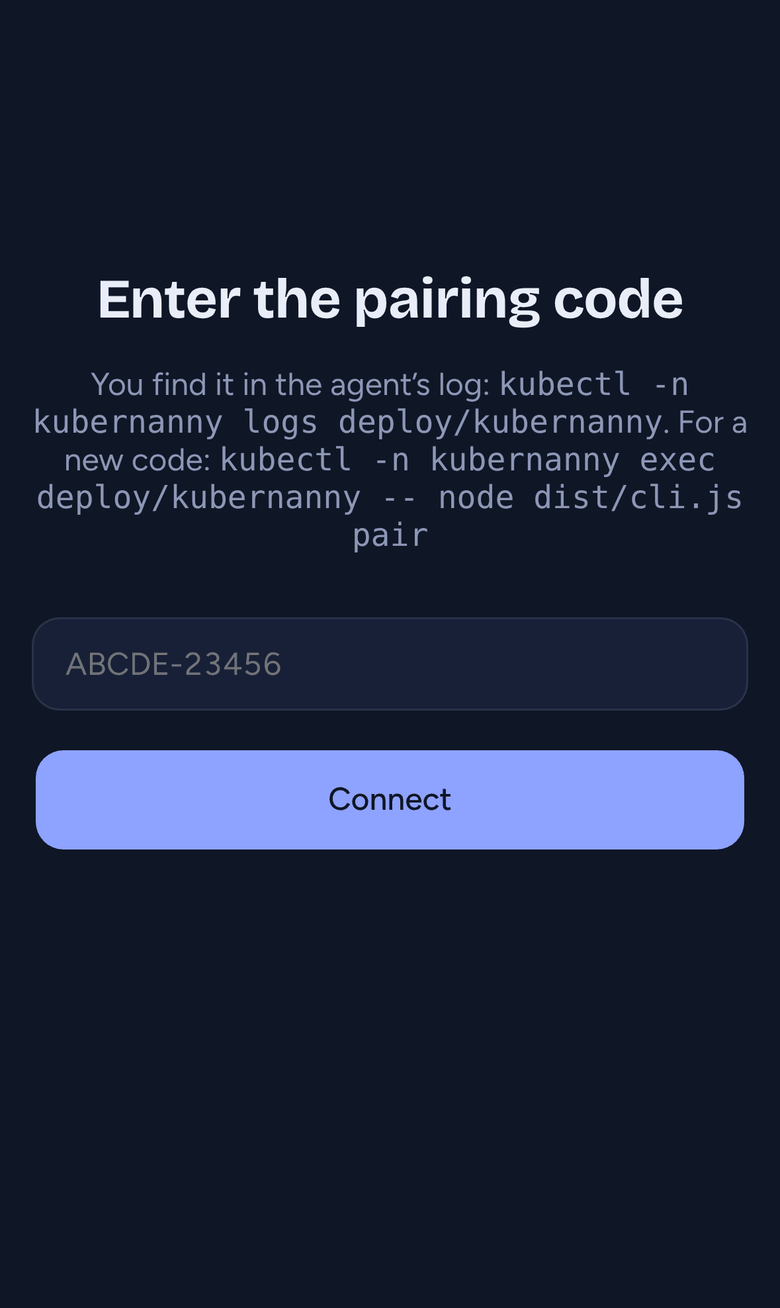 Enter the pairing code
You find it in the agent’s log: kubectl -n
kubernanny logs deploy/kubernanny. For a
new code: kubectl -n kubernanny exec
deploy/kubernanny -- node dist/cli.js
pair
ABCDE-23456
Connect